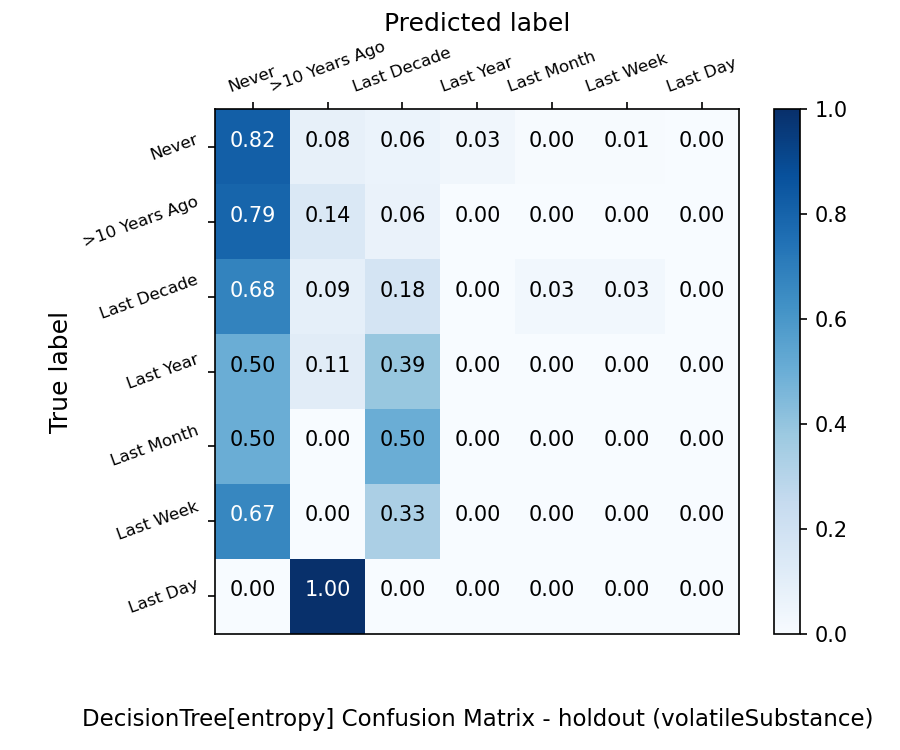 Predicted label
Never >10 Years Ago Last Decade Last Year Last Month Last Week Last Day
True label
Never 0.82 0.08 0.06 0.03 0.00 0.01 0.00
>10 Years Ago 0.79 0.14 0.06 0.00 0.00 0.00 0.00
Last Decade 0.68 0.09 0.18 0.00 0.03 0.03 0.00
Last Year 0.50 0.11 0.39 0.00 0.00 0.00 0.00
Last Month 0.50 0.00 0.50 0.00 0.00 0.00 0.00
Last Week 0.67 0.00 0.33 0.00 0.00 0.00 0.00
Last Day 0.00 1.00 0.00 0.00 0.00 0.00 0.00
1.0
0.8
0.6
0.4
0.2
0.0
DecisionTree[entropy] Confusion Matrix - holdout (volatileSubstance)